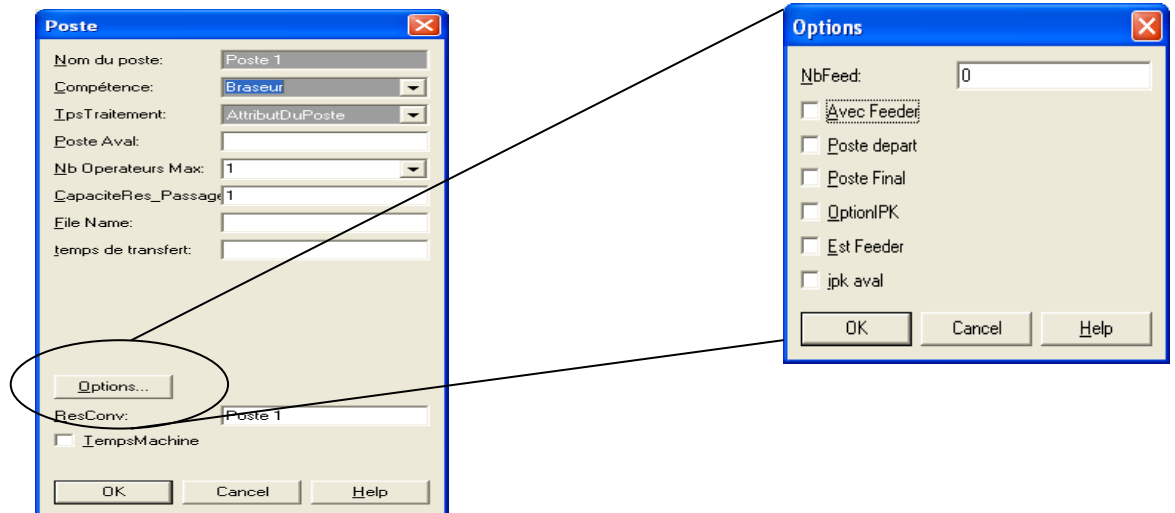 Poste
Nom du poste: Poste 1
Compétence: Braseur
TpsTraitement: AttributDuPoste
Poste Aval:
Nb Operateurs Max: 1
CapaciteRes_Passage 1
File Name:
temps de transfert:
Options...
ResConv: Poste 1
TempsMachine
OK Cancel Help
Options
NbFeed: 0
Avec Feeder
Poste depart
Poste Final
OptionIPK
Est Feeder
ipk aval
OK Cancel Help